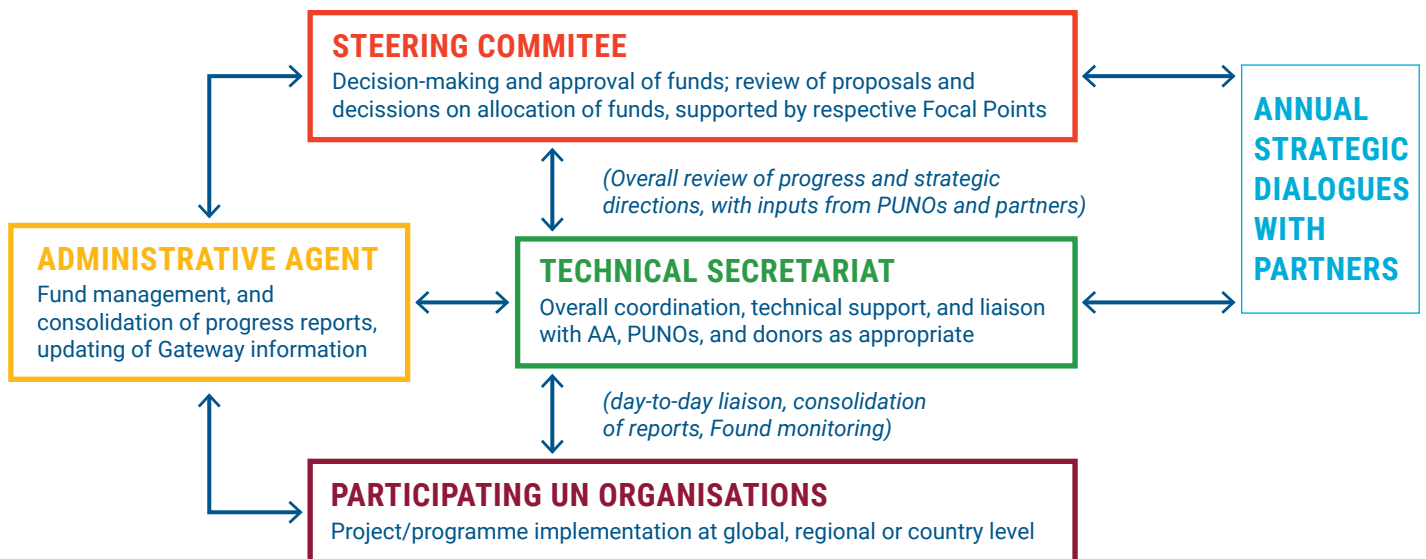 STEERING COMMITEE
Decision-making and approval of funds; review of proposals and
decissions on allocation of funds, supported by respective Focal Points
ANNUAL
STRATEGIC
DIALOGUES
WITH
PARTNERS
(Overall review of progress and strategic
directions, with inputs from PUNOs and partners)
ADMINISTRATIVE AGENT
Fund management, and
consolidation of progress reports,
updating of Gateway information
TECHNICAL SECRETARIAT
Overall coordination, technical support, and liaison
with AA, PUNOs, and donors as appropriate
(day-to-day liaison, consolidation
of reports, Found monitoring)
PARTICIPATING UN ORGANISATIONS
Project/programme implementation at global, regional or country level